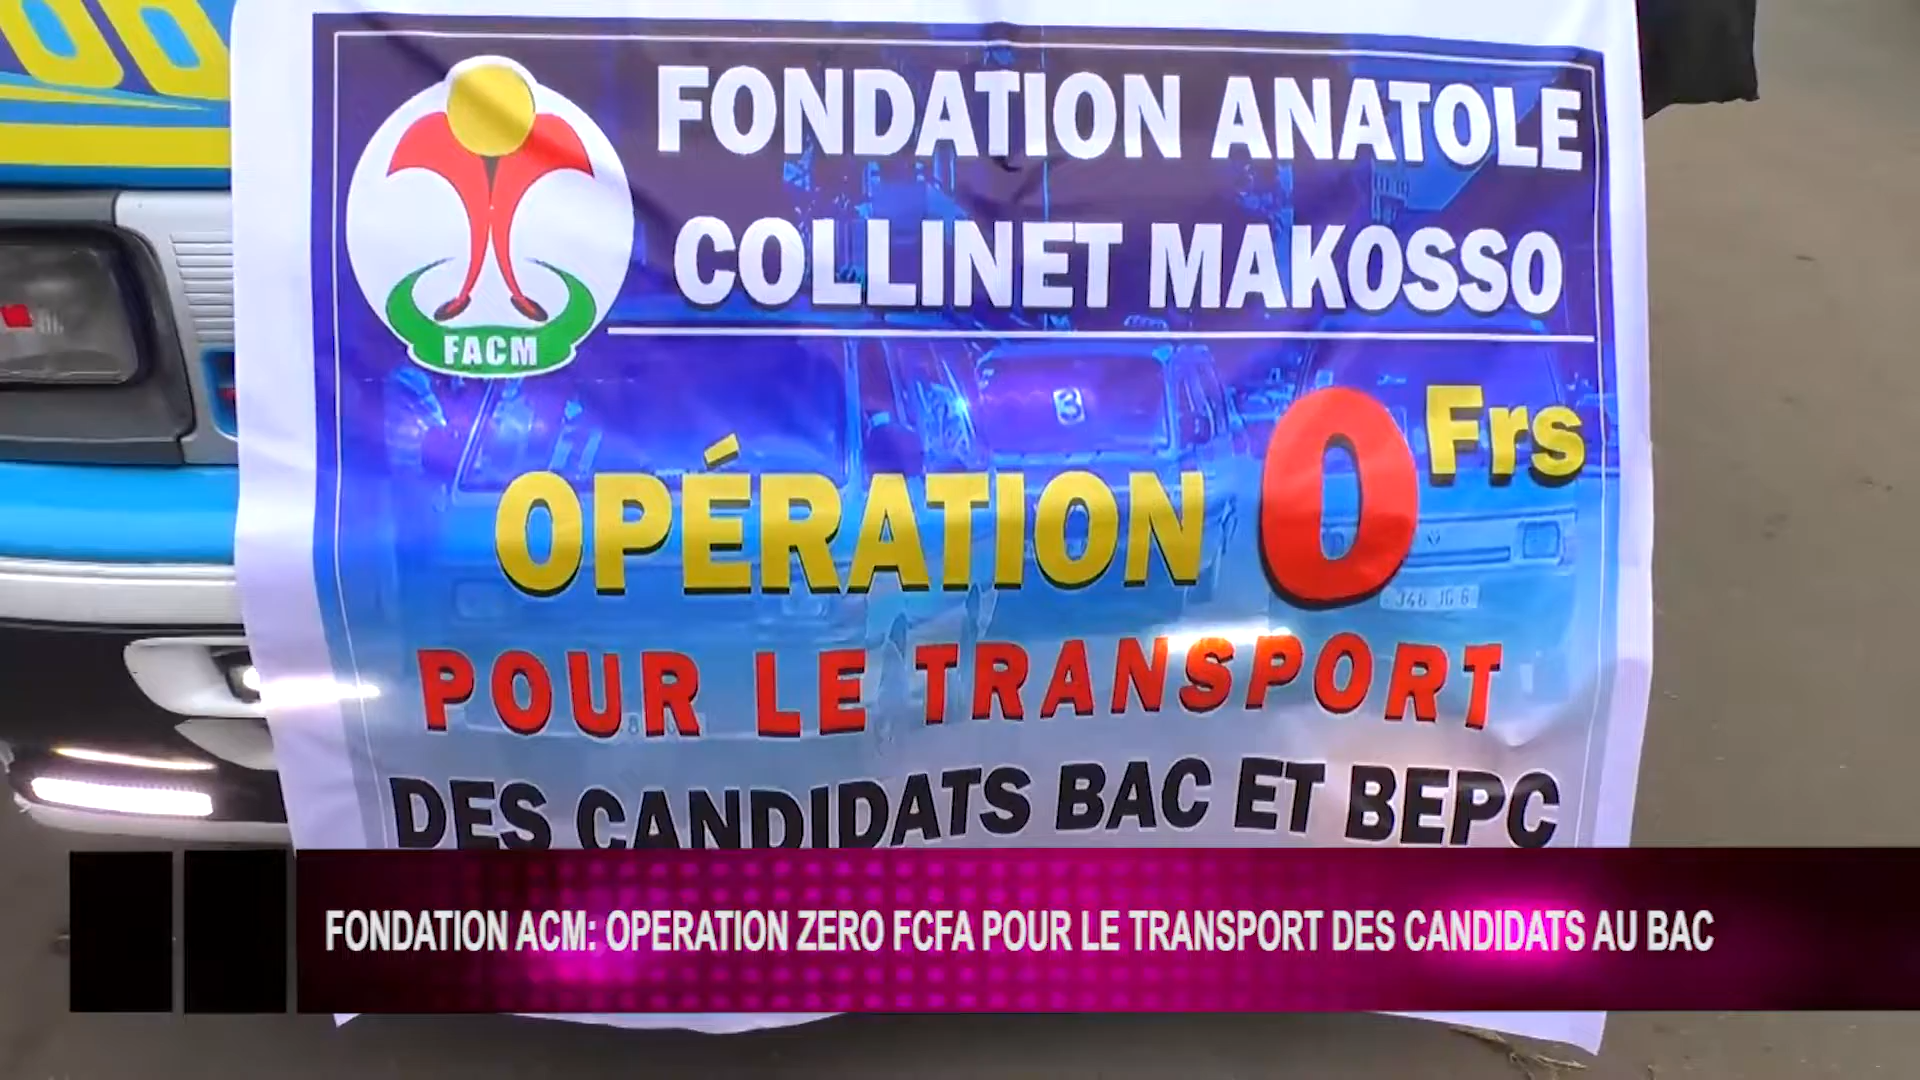 FONDATION ANATOLE
COLLINET MAKOSSO
FACM
OPÉRATION 0 Frs
POUR LE TRANSPORT
DES CANDIDATS BAC ET BEPC
FONDATION ACM: OPERATION ZERO FCFA POUR LE TRANSPORT DES CANDIDATS AU BAC